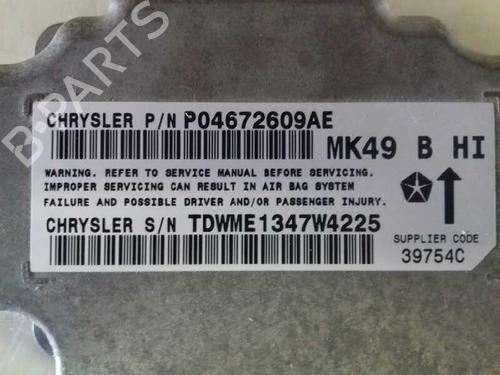 B-PARTS
CHRYSLER P/N P04672609AE
MK49 B HI
WARNING. REFER TO SERVICE MANUAL BEFORE SERVICING.
IMPROPER SERVICING CAN RESULT IN AIR BAG SYSTEM
FAILURE AND POSSIBLE DRIVER AND/OR PASSENGER INJURY.
CHRYSLER S/N TDWME1347W4225
SUPPLIER CODE
39754C